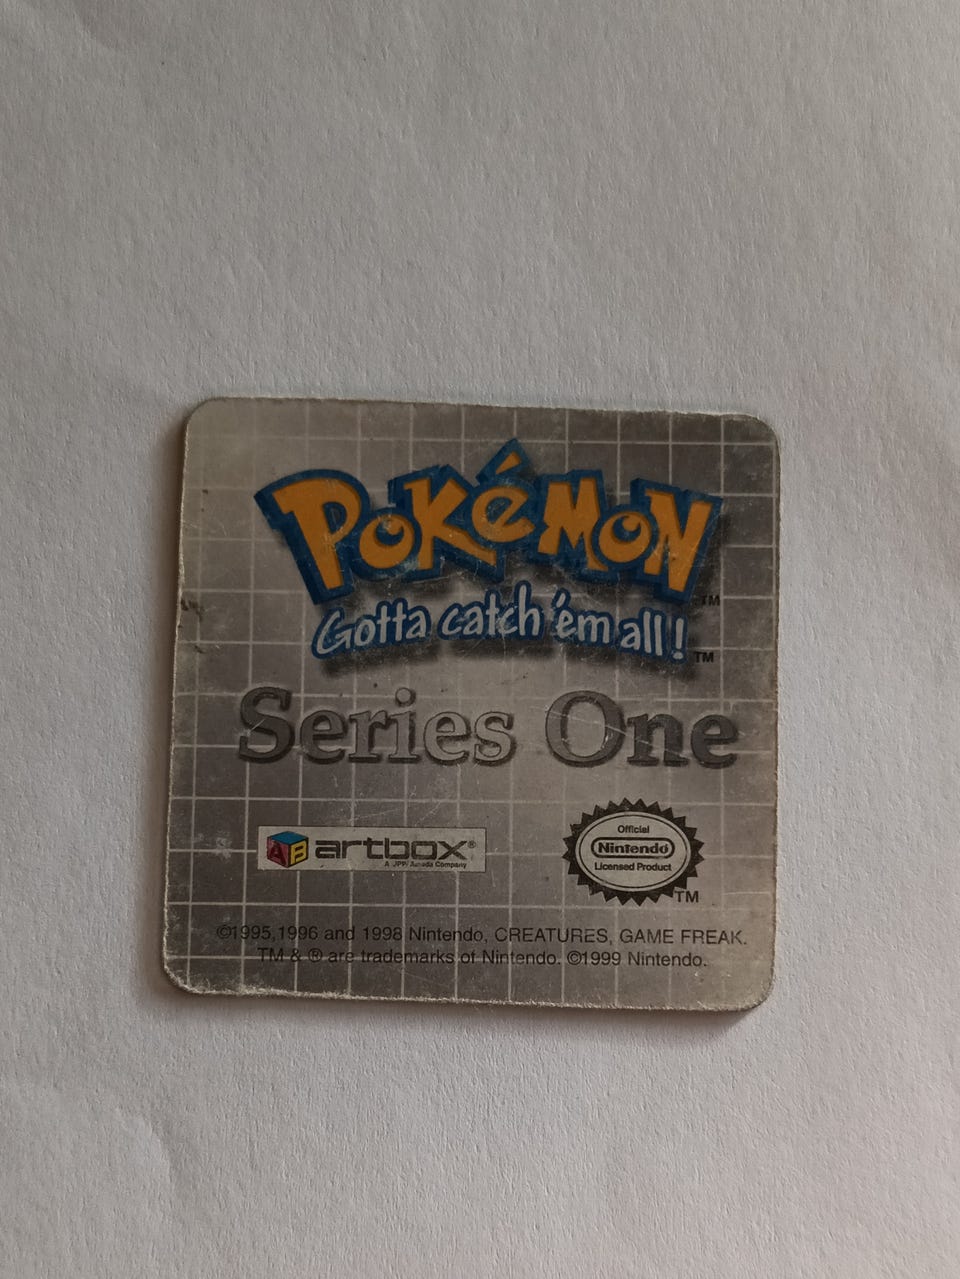 POKéMON
TM
Gotta catch 'em all!
TM
Series One
AB artbox®
A JPP/Amada Company
Official
Nintendo
Licensed Product
TM
©1995,1996 and 1998 Nintendo, CREATURES, GAME FREAK.
TM & ® are trademarks of Nintendo. ©1999 Nintendo.